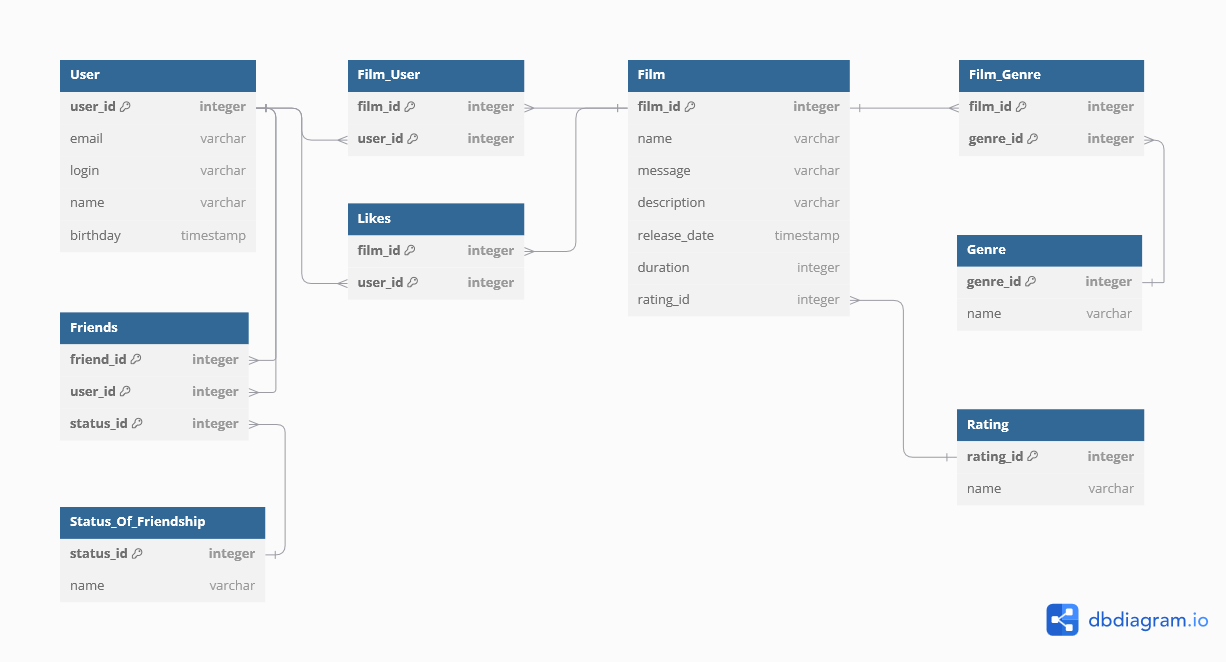 User
user_id integer
email varchar
login varchar
name varchar
birthday timestamp
Film_User
film_id integer
user_id integer
Likes
film_id integer
user_id integer
Film
film_id integer
name varchar
message varchar
description varchar
release_date timestamp
duration integer
rating_id integer
Film_Genre
film_id integer
genre_id integer
Genre
genre_id integer
name varchar
Friends
friend_id integer
user_id integer
status_id integer
Rating
rating_id integer
name varchar
Status_Of_Friendship
status_id integer
name varchar
dbdiagram.io